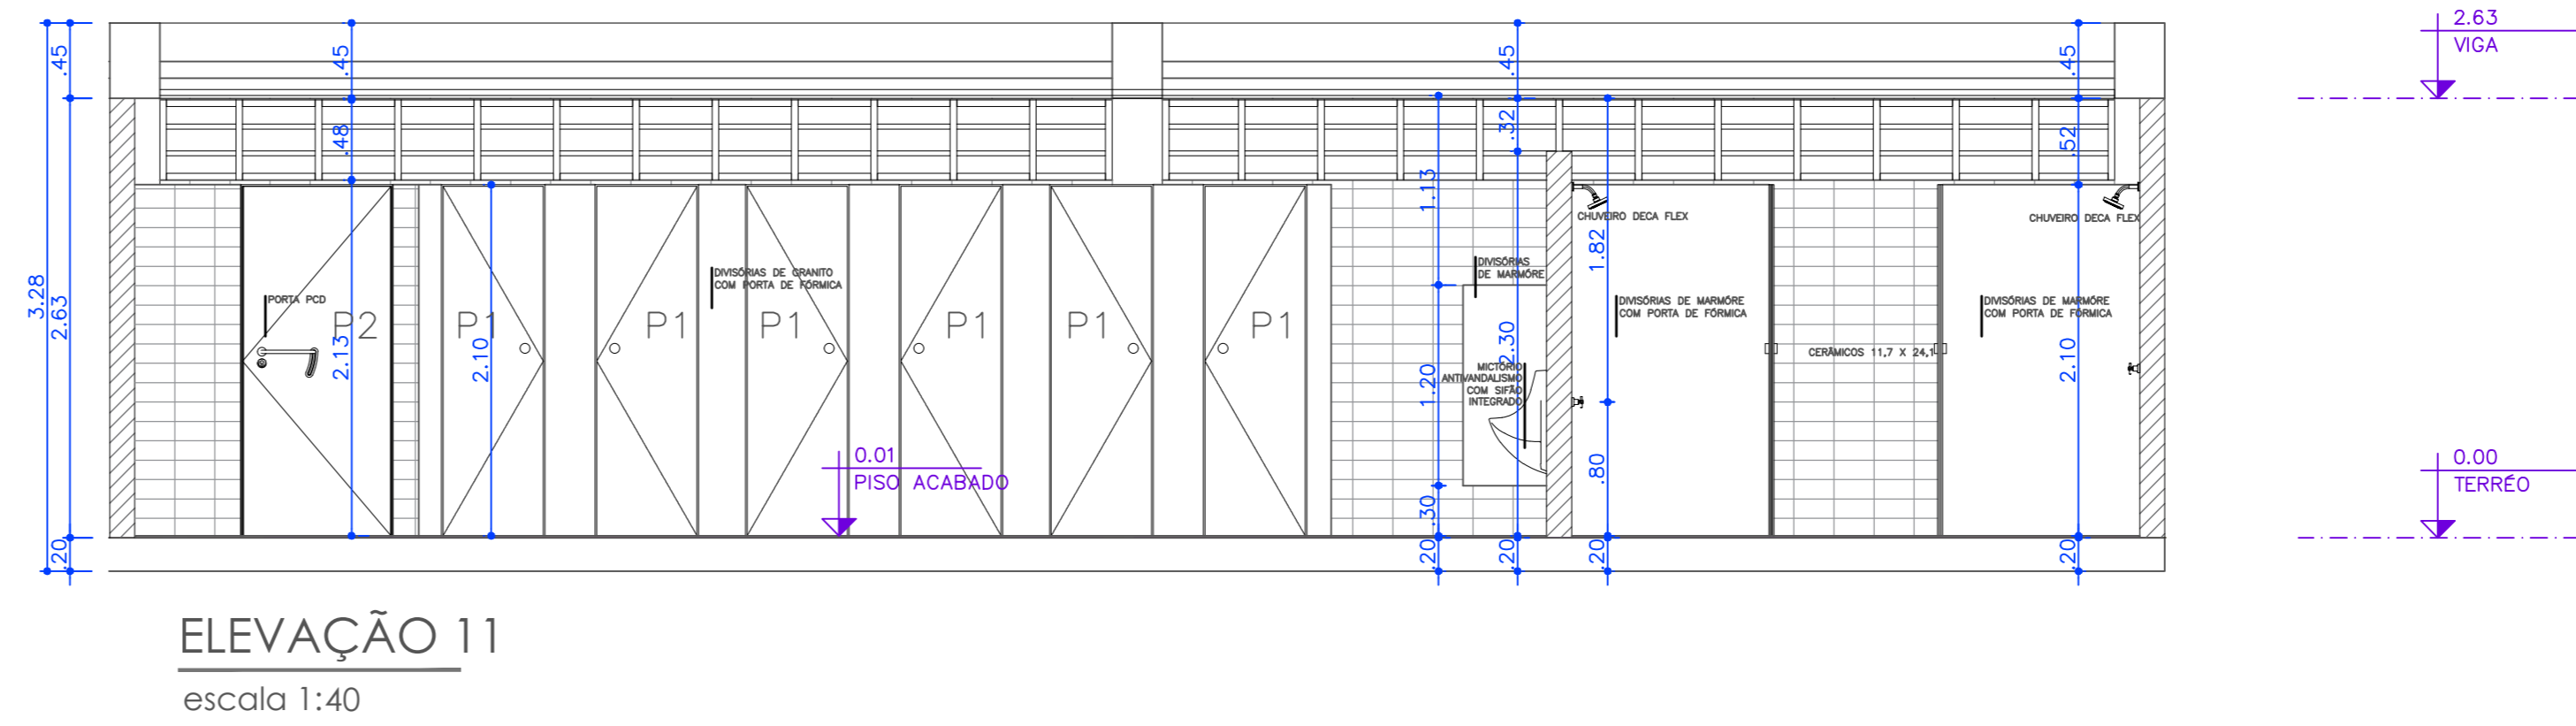 2.63
VIGA
.45
.45
.45
.45
.48
.32
.52
1.13
CHUVEIRO DECA FLEX
CHUVEIRO DECA FLEX
3.28
2.63
PORTA PCD
P2
2.13
P1
2.10
P1
DIVISÓRIAS DE GRANITO
COM PORTA DE FÓRMICA
P1
P1
P1
P1
DIVISÓRIAS
DE MARMÓRE
1.82
DIVISÓRIAS DE MARMÓRE
COM PORTA DE FÓRMICA
DIVISÓRIAS DE MARMÓRE
COM PORTA DE FÓRMICA
2.30
CERÂMICOS 11,7 X 24,1
2.10
1.20
MICTÓRIO
ANTIVANDALISMO
COM SIFÃO
INTEGRADO
0.01
PISO ACABADO
.80
.30
0.00
TERRÉO
.20
.20
.20
.20
.20
ELEVAÇÃO 11
escala 1:40